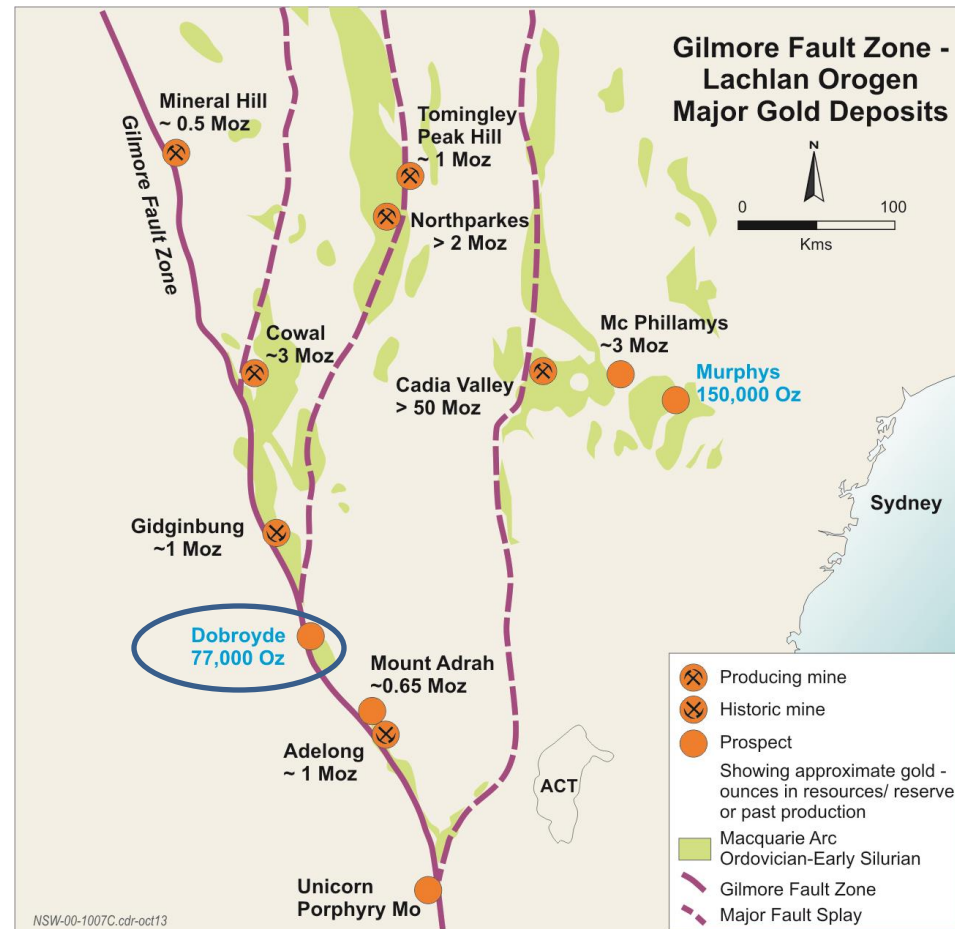 Gilmore Fault Zone -
Lachlan Orogen
Major Gold Deposits
N
0 100
Kms
Mineral Hill
~ 0.5 Moz
Gilmore Fault Zone
Tomingley
Peak Hill
~ 1 Moz
Northparkes
> 2 Moz
Cowal
~3 Moz
Mc Phillamys
~3 Moz
Cadia Valley
> 50 Moz
Murphys
150,000 Oz
Sydney
Gidginbung
~1 Moz
Dobroyde
77,000 Oz
Mount Adrah
~0.65 Moz
Adelong
~ 1 Moz
ACT
Unicorn
Porphyry Mo
Producing mine
Historic mine
Prospect
Showing approximate gold -
ounces in resources/ reserve
or past production
Macquarie Arc
Ordovician-Early Silurian
Gilmore Fault Zone
Major Fault Splay
NSW-00-1007C.cdr-oct13